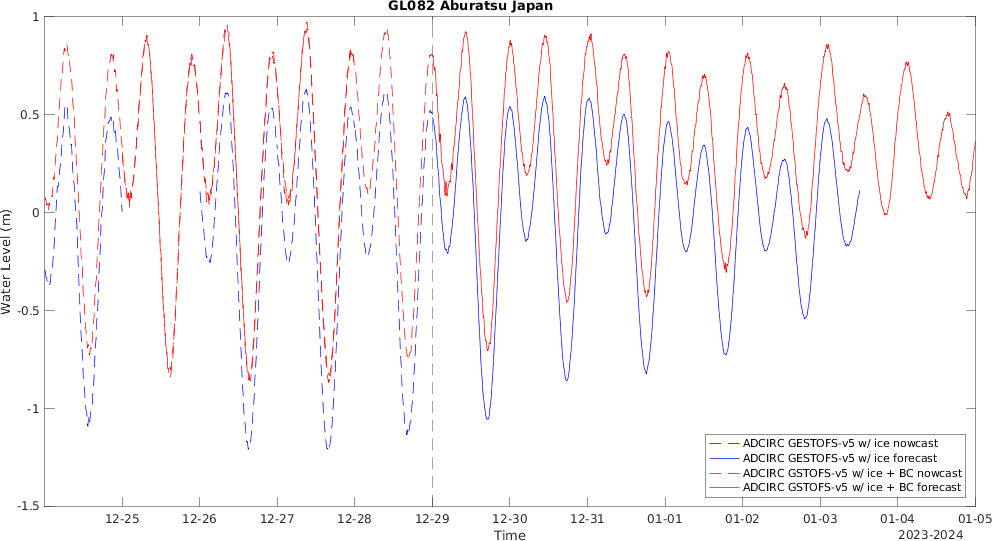 GL082 Aburatsu Japan
1
0.5
0
-0.5
-1
-1.5
Water Level (m)
12-25 12-26 12-27 12-28 12-29 12-30 12-31 01-01 01-02 01-03 01-04 01-05
Time
2023-2024
ADCIRC GESTOFS-v5 w/ ice nowcast
ADCIRC GESTOFS-v5 w/ ice forecast
ADCIRC GSTOFS-v5 w/ ice + BC nowcast
ADCIRC GSTOFS-v5 w/ ice + BC forecast